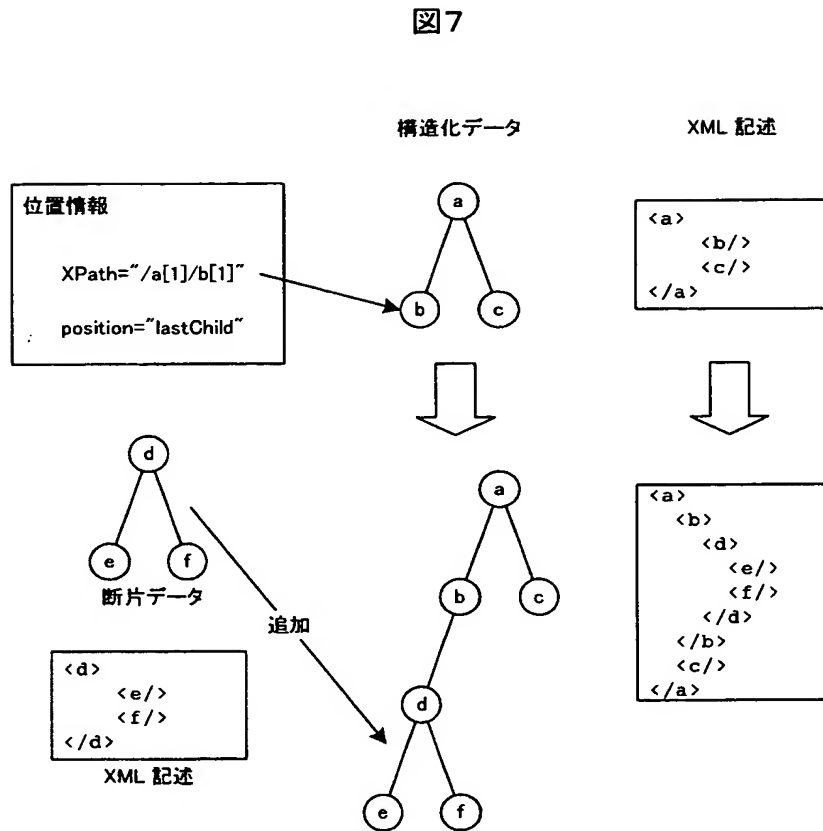 図7
構造化データ
XML 記述
位置情報
XPath="/a[1]/b[1]"
position="lastChild"
a
b
c
<a>
<b/>
<c/>
</a>
d
e
f
断片データ
追加
<d>
<e/>
<f/>
</d>
XML 記述
a
b
c
d
e
f
<a>
<b>
<d>
<e/>
<f/>
</d>
</b>
<c/>
</a>